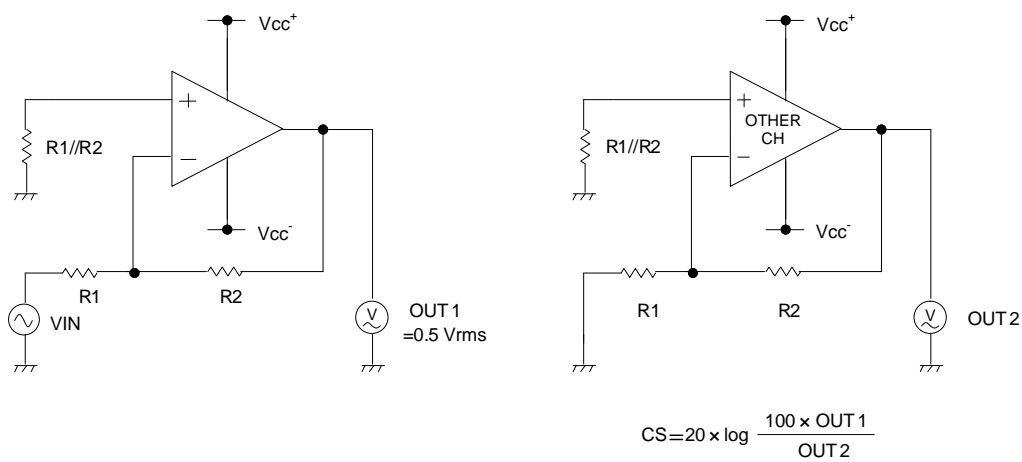 Vcc+
R1//R2
+
−
Vcc-
R1
R2
VIN
V
OUT 1
=0.5 Vrms
Vcc+
R1//R2
+
OTHER
CH
−
Vcc-
R1
R2
V
OUT 2
CS=20 × log 100 × OUT 1
OUT 2